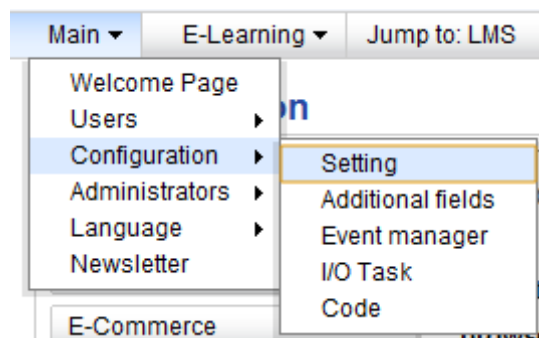 Main ▾ E-Learning ▾ Jump to: LMS
Welcome Page
Users
Configuration
Administrators
Language
Newsletter
Setting
Additional fields
Event manager
I/O Task
Code
E-Commerce